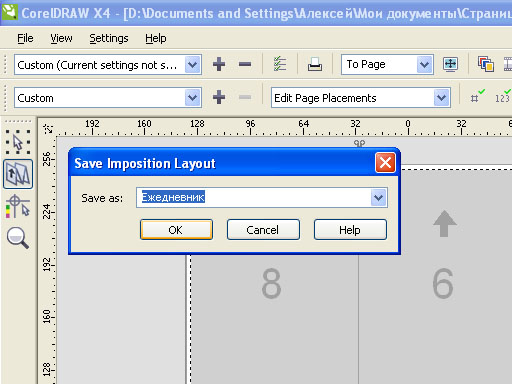 CorelDRAW X4 - [D:\Documents and Settings\Алексей\Мои документы\Страниц
File View Settings Help
Custom (Current settings not s... To Page
Custom Edit Page Placements 123
192 160 128 96 64 32 0 32 6
Save Imposition Layout
Save as: Ежедневник
OK Cancel Help
256
224
192
160
128
8 6